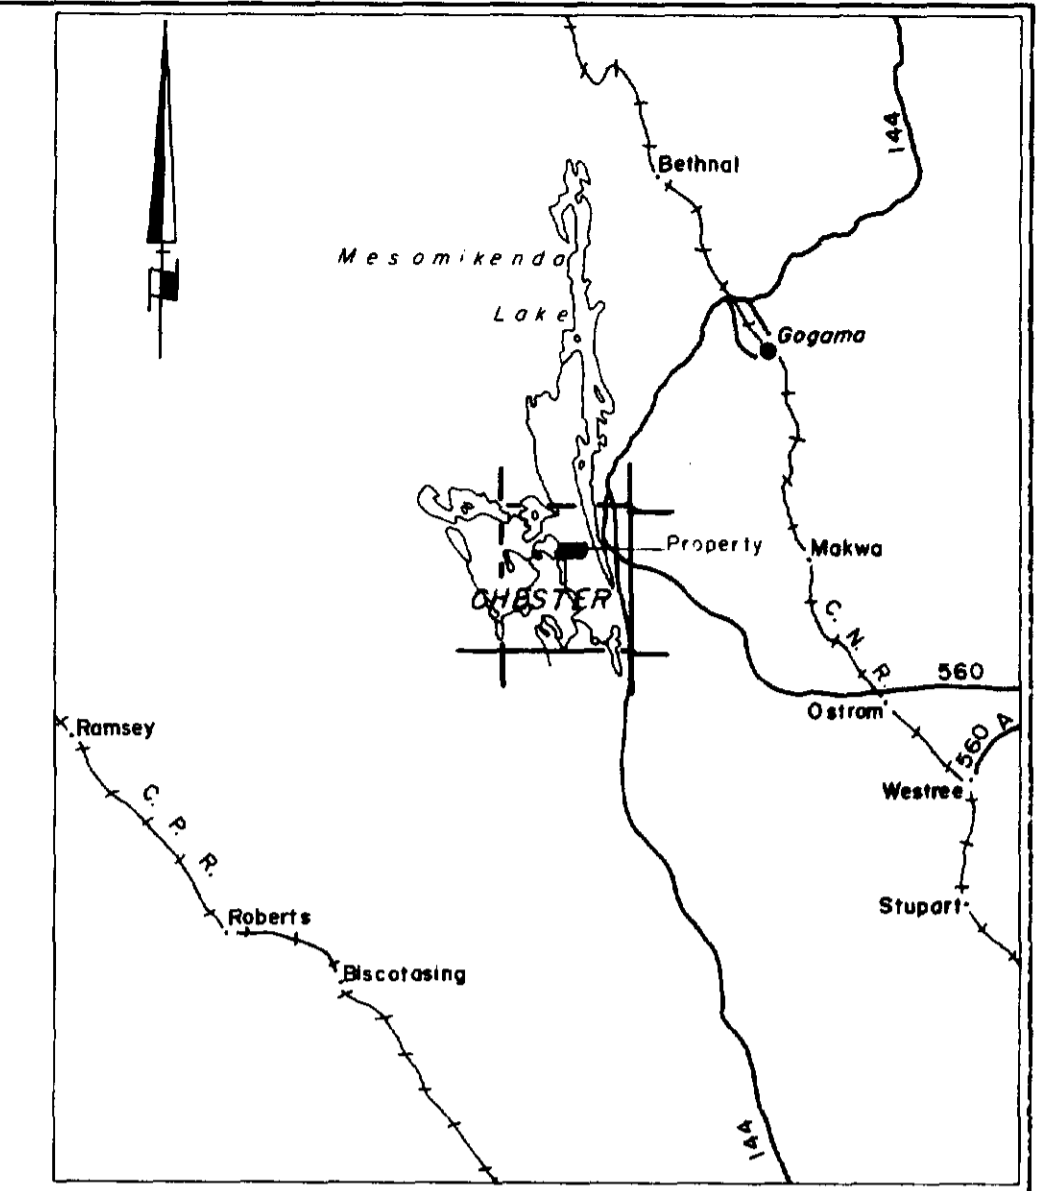 144
Bethnal
Mesomikenda
Lake
Gogama
Property
Makwa
CHESTER
C. N. R.
560
Ostrom
560 A
Ramsey
Westree
C. P. R.
Stupart
Roberts
Biscotasing
144